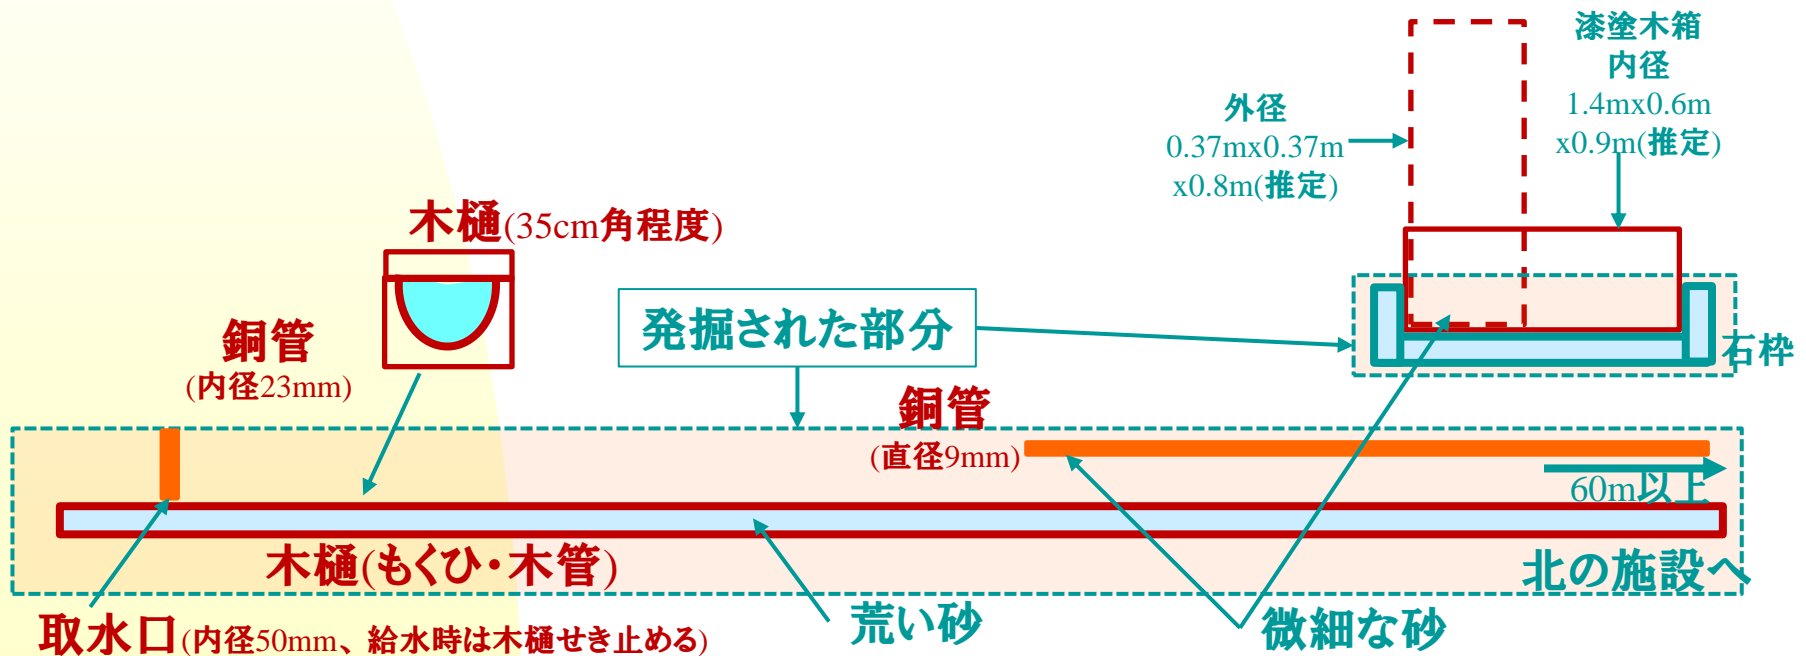 漆塗木箱
内径
1.4mx0.6m
x0.9m(推定)
外径
0.37mx0.37m
x0.8m(推定)
木樋(35cm角程度)
銅管
(内径23mm)
発掘された部分
石枠
銅管
(直径9mm)
60m以上
木樋(もくひ・木管)
北の施設へ
取水口(内径50mm、給水時は木樋せき止める)
荒い砂
微細な砂